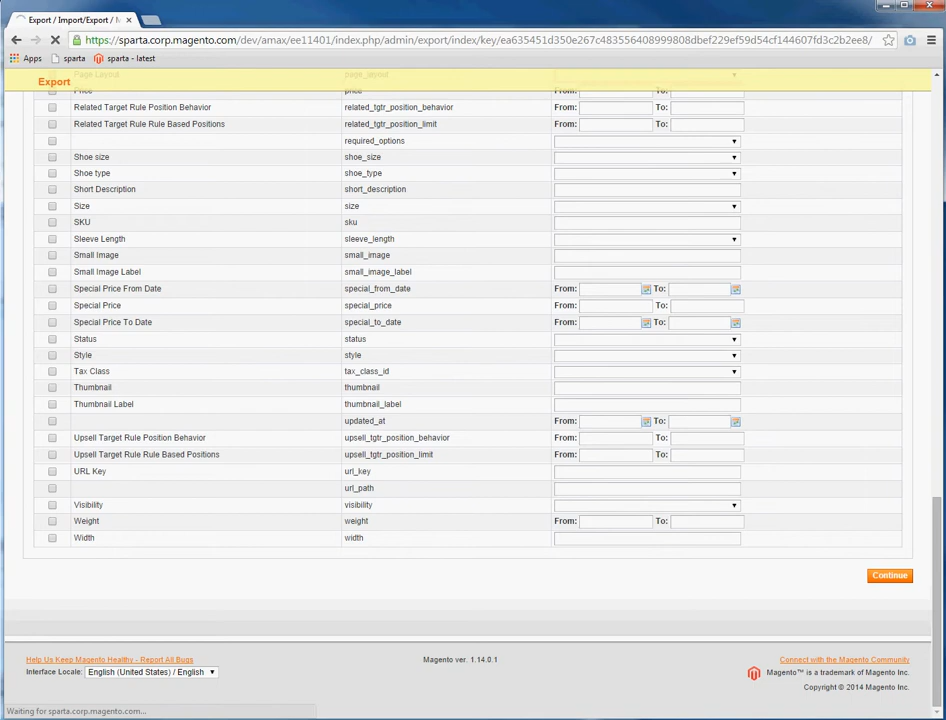 Export / Import/Export / M
https://sparta.corp.magento.com/dev/amax/ee11401/index.php/admin/export/index/key/ea635451d350e267c483556408999808dbef229ef59d54cf144607fd3c2b2ee8/
Apps sparta sparta - latest
Page Layout page_layout
Export
Price price From: To:
Related Target Rule Position Behavior related_tgtr_position_behavior From: To:
Related Target Rule Rule Based Positions related_tgtr_position_limit From: To:
required_options
Shoe size shoe_size
Shoe type shoe_type
Short Description short_description
Size size
SKU sku
Sleeve Length sleeve_length
Small Image small_image
Small Image Label small_image_label
Special Price From Date special_from_date From: To:
Special Price special_price From: To:
Special Price To Date special_to_date From: To:
Status status
Style style
Tax Class tax_class_id
Thumbnail thumbnail
Thumbnail Label thumbnail_label
updated_at From: To:
Upsell Target Rule Position Behavior upsell_tgtr_position_behavior From: To:
Upsell Target Rule Rule Based Positions upsell_tgtr_position_limit From: To:
URL Key url_key
url_path
Visibility visibility
Weight weight From: To:
Width width
Continue
Help Us Keep Magento Healthy - Report All Bugs Magento ver. 1.14.0.1 Connect with the Magento Community
Interface Locale: English (United States) / English Magento™ is a trademark of Magento Inc.
Copyright © 2014 Magento Inc.
Waiting for sparta.corp.magento.com...